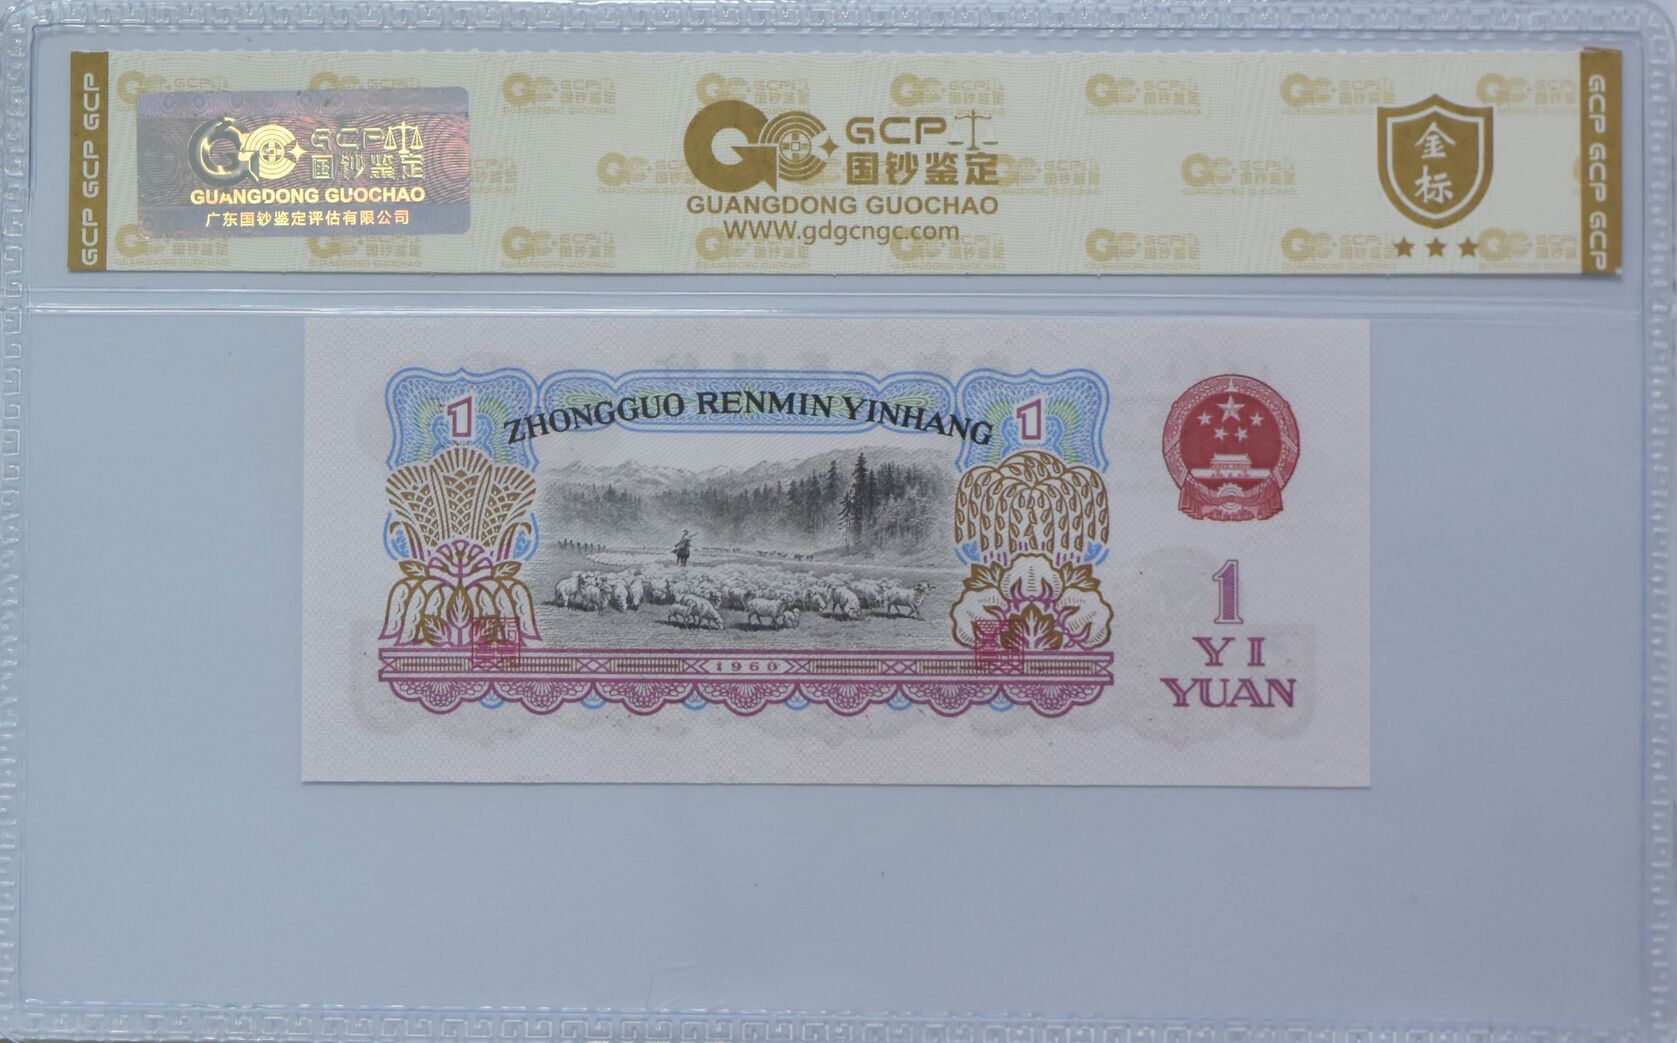 GCP GCP GCP
GCP
国钞鉴定
GUANGDONG GUOCHAO
广东国钞鉴定评估有限公司
GCP
国钞鉴定
GUANGDONG GUOCHAO
WWW.gdgcngc.com
金
标
GCP GCP GCP
1
ZHONGGUO RENMIN YINHANG
1
1960
1
YI
YUAN